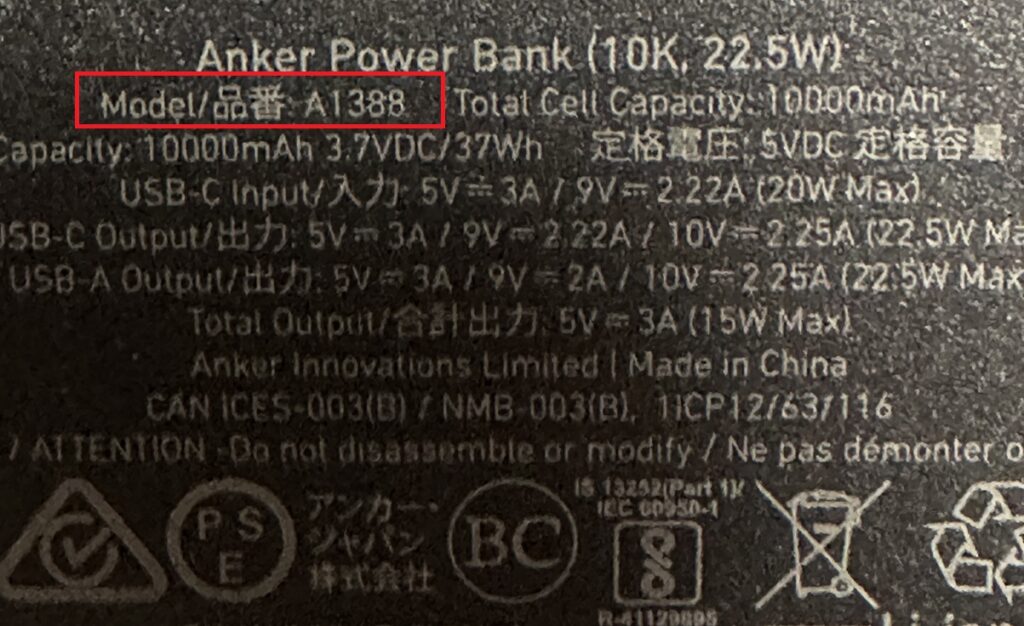 Anker Power Bank (10K, 22.5W)
Model/品番: A1388 Total Cell Capacity: 10000mAh
Capacity: 10000mAh 3.7VDC/37Wh 定格電圧: 5VDC 定格容量
USB-C Input/入力: 5V⎓3A / 9V⎓2.22A (20W Max)
USB-C Output/出力: 5V⎓3A / 9V⎓2.22A / 10V⎓2.25A (22.5W Ma
USB-A Output/出力: 5V⎓3A / 9V⎓2A / 10V⎓2.25A (22.5W Max
Total Output/合計出力: 5V⎓3A (15W Max)
Anker Innovations Limited | Made in China
CAN ICES-003(B) / NMB-003(B), 1ICP12/63/116
/ ATTENTION -Do not disassemble or modify / Ne pas démonter o
PSE
アンカー・
ジャパン
株式会社
BC
IS 13252(Part 1)/
IEC 60950-1
R-41129895